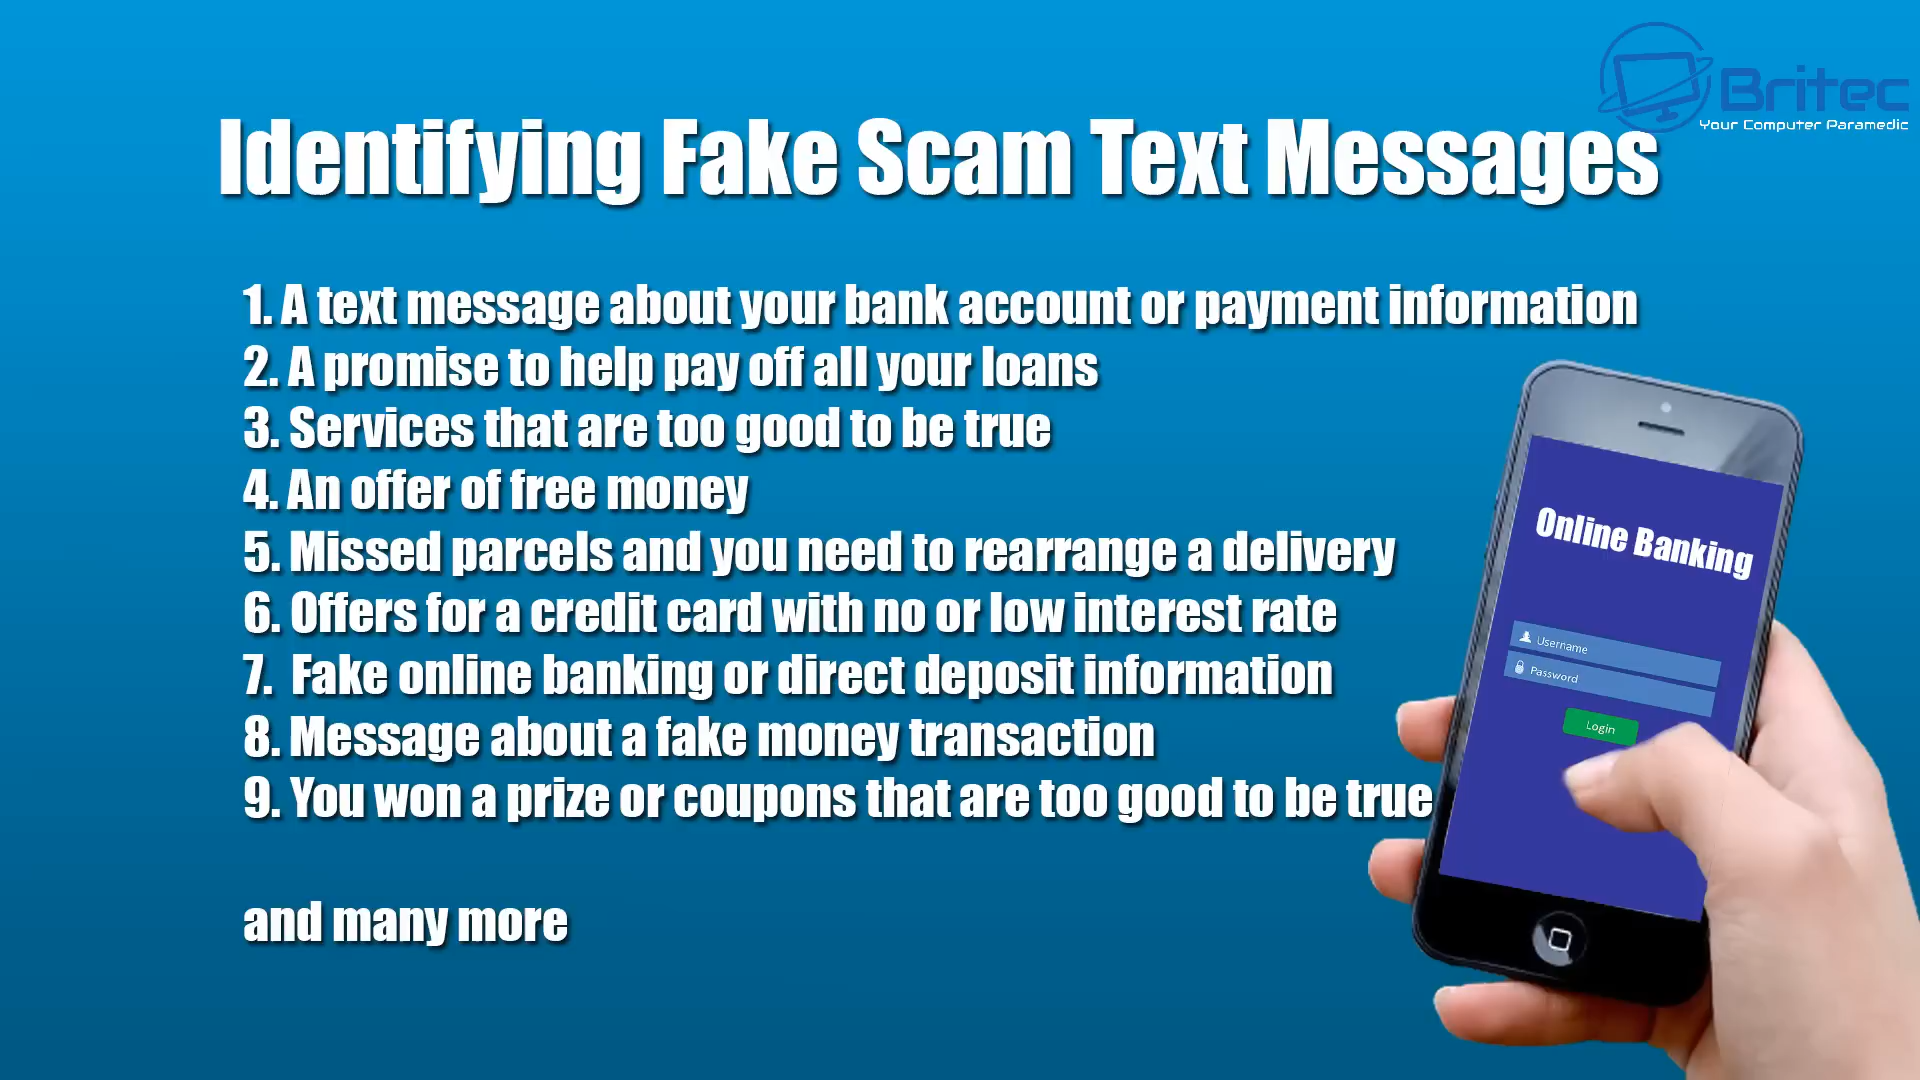 Britec
Your Computer Paramedic
Identifying Fake Scam Text Messages
1. A text message about your bank account or payment information
2. A promise to help pay off all your loans
3. Services that are too good to be true
4. An offer of free money
5. Missed parcels and you need to rearrange a delivery
6. Offers for a credit card with no or low interest rate
7. Fake online banking or direct deposit information
8. Message about a fake money transaction
9. You won a prize or coupons that are too good to be true
and many more
Online Banking
Username
Password
Login